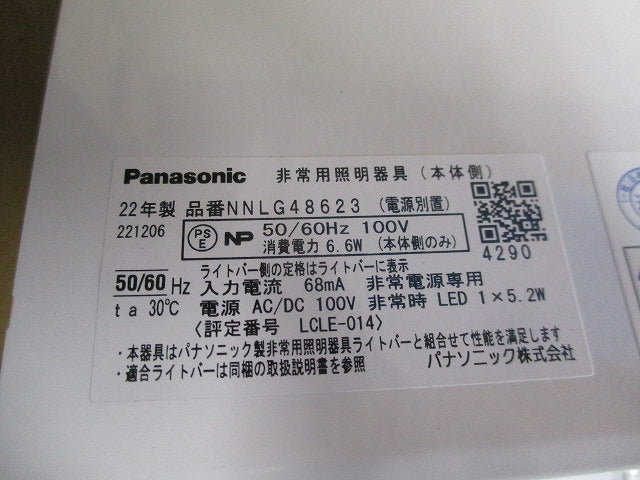 Panasonic 非常用照明器具 (本体側)
22年製 品番NNLG48623 (電源別置)
221206 PSE NP 50/60Hz 100V
消費電力 6.6W (本体側のみ)
4290
ライトバー側の定格はライトバーに表示
50/60 Hz 入力電流 68mA 非常電源専用
ta 30℃ 電源 AC/DC 100V 非常時 LED 1×5.2W
〈評定番号 LCLE-014〉
・本器具はパナソニック製非常用照明器具ライトバーと組合せて性能を満足します
・適合ライトバーは同梱の取扱説明書を参照 パナソニック株式会社